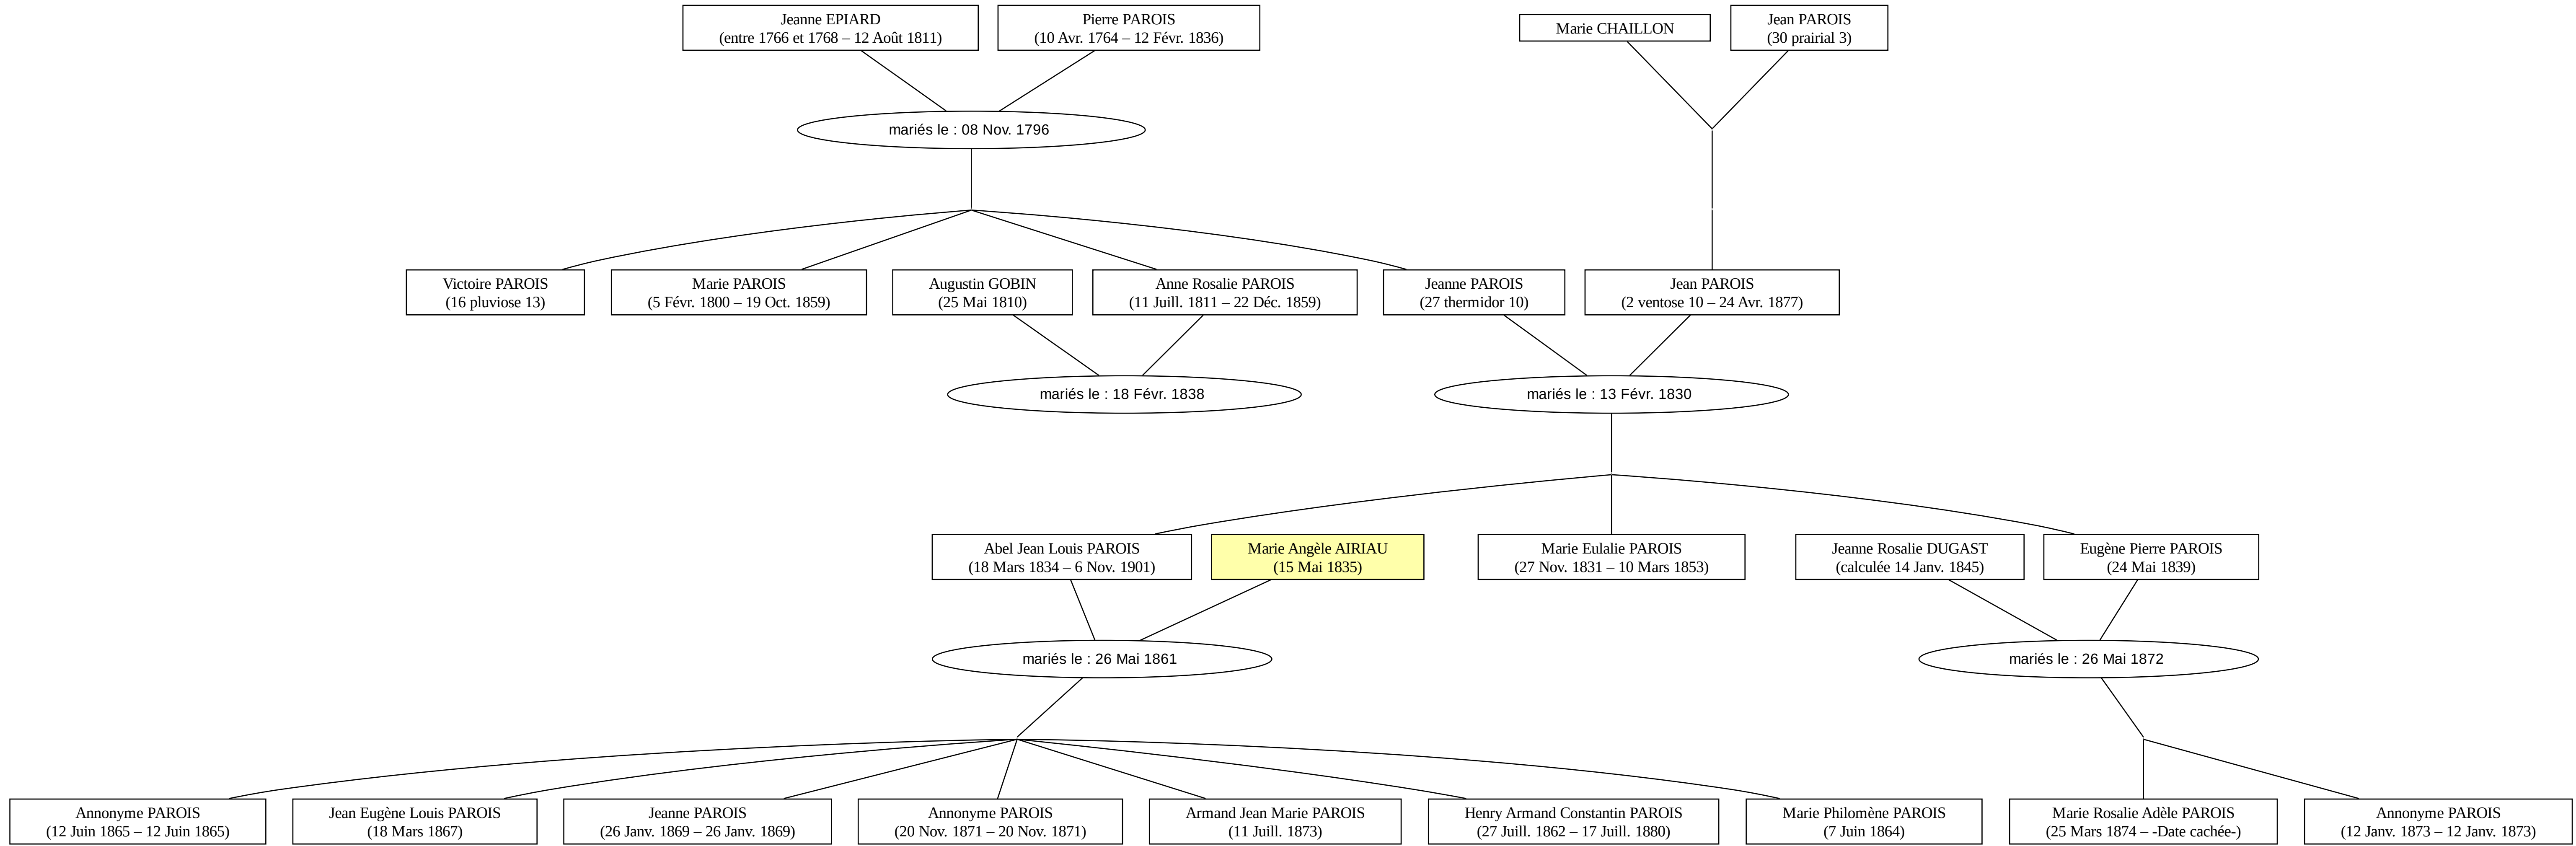 Jeanne EPIARD
(entre 1766 et 1768 – 12 Août 1811)
Pierre PAROIS
(10 Avr. 1764 – 12 Févr. 1836)
Marie CHAILLON
Jean PAROIS
(30 prairial 3)
mariés le : 08 Nov. 1796
Victoire PAROIS
(16 pluviose 13)
Marie PAROIS
(5 Févr. 1800 – 19 Oct. 1859)
Augustin GOBIN
(25 Mai 1810)
Anne Rosalie PAROIS
(11 Juill. 1811 – 22 Déc. 1859)
Jeanne PAROIS
(27 thermidor 10)
Jean PAROIS
(2 ventose 10 – 24 Avr. 1877)
mariés le : 18 Févr. 1838
mariés le : 13 Févr. 1830
Abel Jean Louis PAROIS
(18 Mars 1834 – 6 Nov. 1901)
Marie Angèle AIRIAU
(15 Mai 1835)
Marie Eulalie PAROIS
(27 Nov. 1831 – 10 Mars 1853)
Jeanne Rosalie DUGAST
(calculée 14 Janv. 1845)
Eugène Pierre PAROIS
(24 Mai 1839)
mariés le : 26 Mai 1861
mariés le : 26 Mai 1872
Annonyme PAROIS
(12 Juin 1865 – 12 Juin 1865)
Jean Eugène Louis PAROIS
(18 Mars 1867)
Jeanne PAROIS
(26 Janv. 1869 – 26 Janv. 1869)
Annonyme PAROIS
(20 Nov. 1871 – 20 Nov. 1871)
Armand Jean Marie PAROIS
(11 Juill. 1873)
Henry Armand Constantin PAROIS
(27 Juill. 1862 – 17 Juill. 1880)
Marie Philomène PAROIS
(7 Juin 1864)
Marie Rosalie Adèle PAROIS
(25 Mars 1874 – -Date cachée-)
Annonyme PAROIS
(12 Janv. 1873 – 12 Janv. 1873)